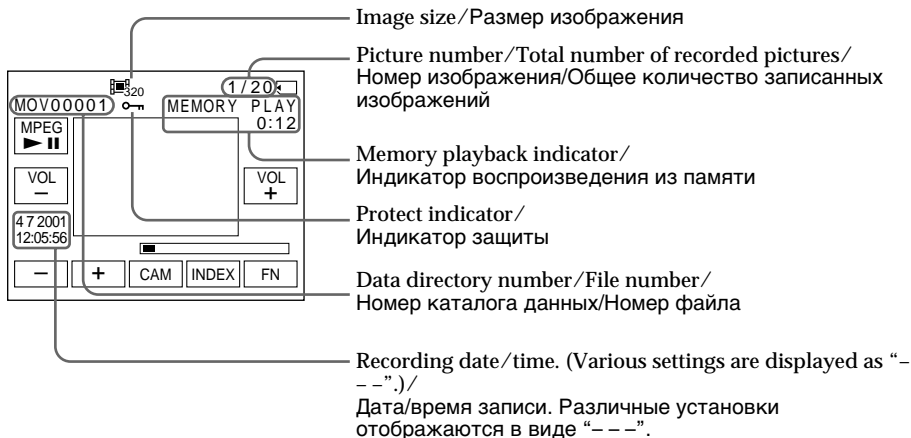 Image size/Размер изображения
Picture number/Total number of recorded pictures/
Номер изображения/Общее количество записанных
изображений
320
1/20
MOV00001
MEMORY PLAY
0:12
MPEG
VOL
–
VOL
+
4 7 2001
12:05:56
– + CAM INDEX FN
Memory playback indicator/
Индикатор воспроизведения из памяти
Protect indicator/
Индикатор защиты
Data directory number/File number/
Номер каталога данных/Номер файла
Recording date/time. (Various settings are displayed as “–
– –”.)/
Дата/время записи. Различные установки
отображаются в виде “– – –”.